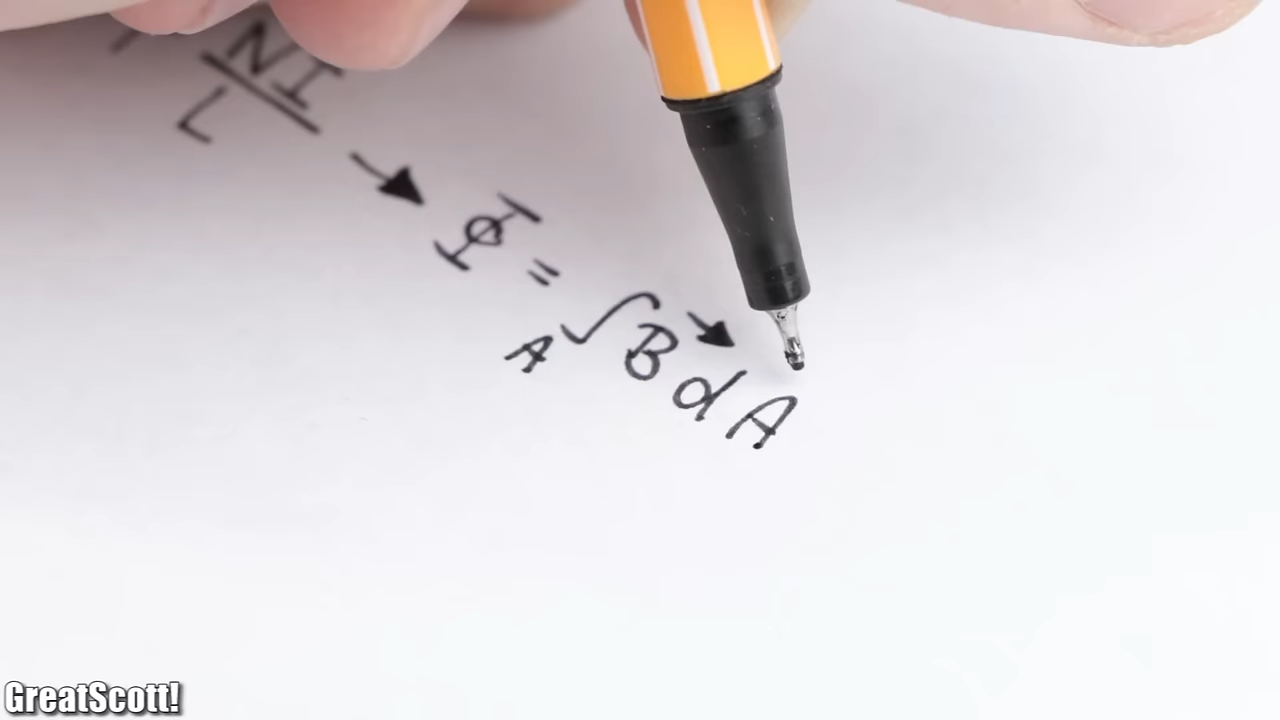 NI
L
→ Φ = ∫ B⃗ dA
A
GreatScott!